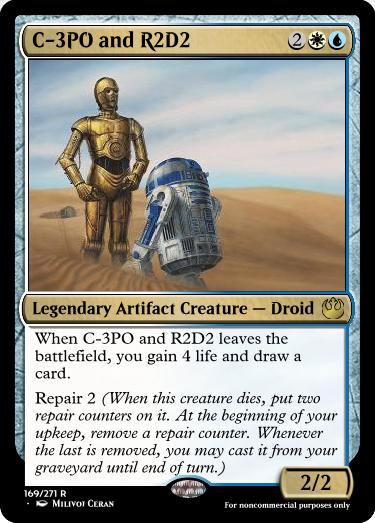 C-3PO and R2D2 2
Legendary Artifact Creature — Droid
When C-3PO and R2D2 leaves the
battlefield, you gain 4 life and draw a
card.
Repair 2 (When this creature dies, put two
repair counters on it. At the beginning of your
upkeep, remove a repair counter. Whenever
the last is removed, you may cast it from your
graveyard until end of turn.)
2/2
169/271 R
· Milivoj Ceran
For noncommercial purposes only